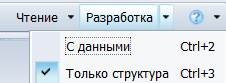 Чтение Разработка ?
С данными Ctrl+2
Только структура Ctrl+3